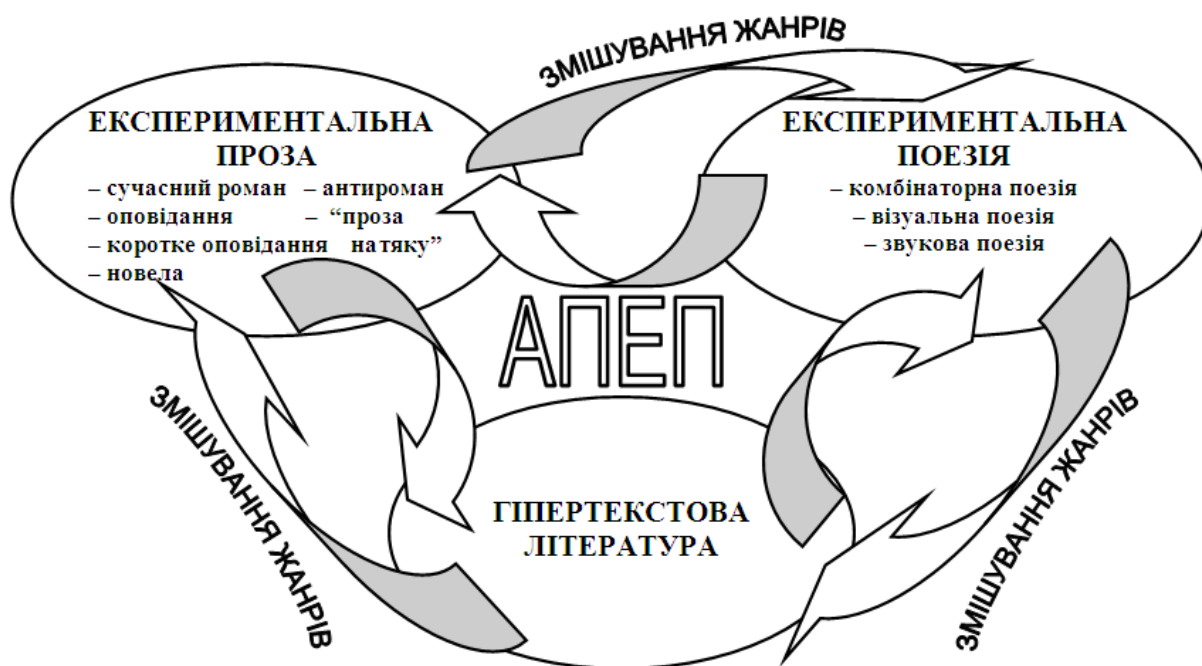 ЗМІШУВАННЯ ЖАНРІВ
ЕКСПЕРИМЕНТАЛЬНА
ПРОЗА
– сучасний роман – антироман
– оповідання – “проза
– коротке оповідання натяку”
– новела
ЕКСПЕРИМЕНТАЛЬНА
ПОЕЗІЯ
– комбінаторна поезія
– візуальна поезія
– звукова поезія
АПЕП
ЗМІШУВАННЯ ЖАНРІВ
ЗМІШУВАННЯ ЖАНРІВ
ГІПЕРТЕКСТОВА
ЛІТЕРАТУРА